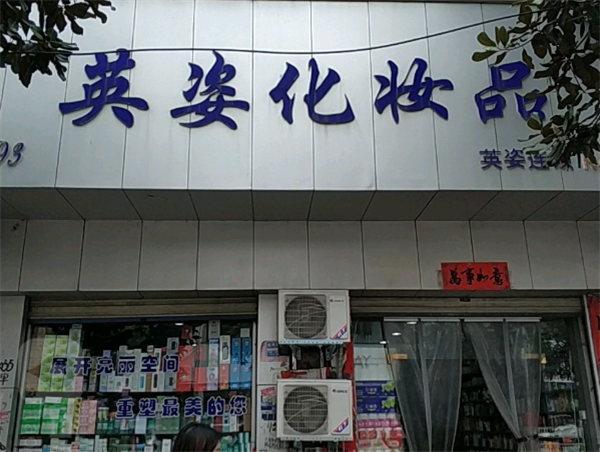 英姿化妆品
93
英姿连
萬事如意
展开亮丽空间
重塑最美的您